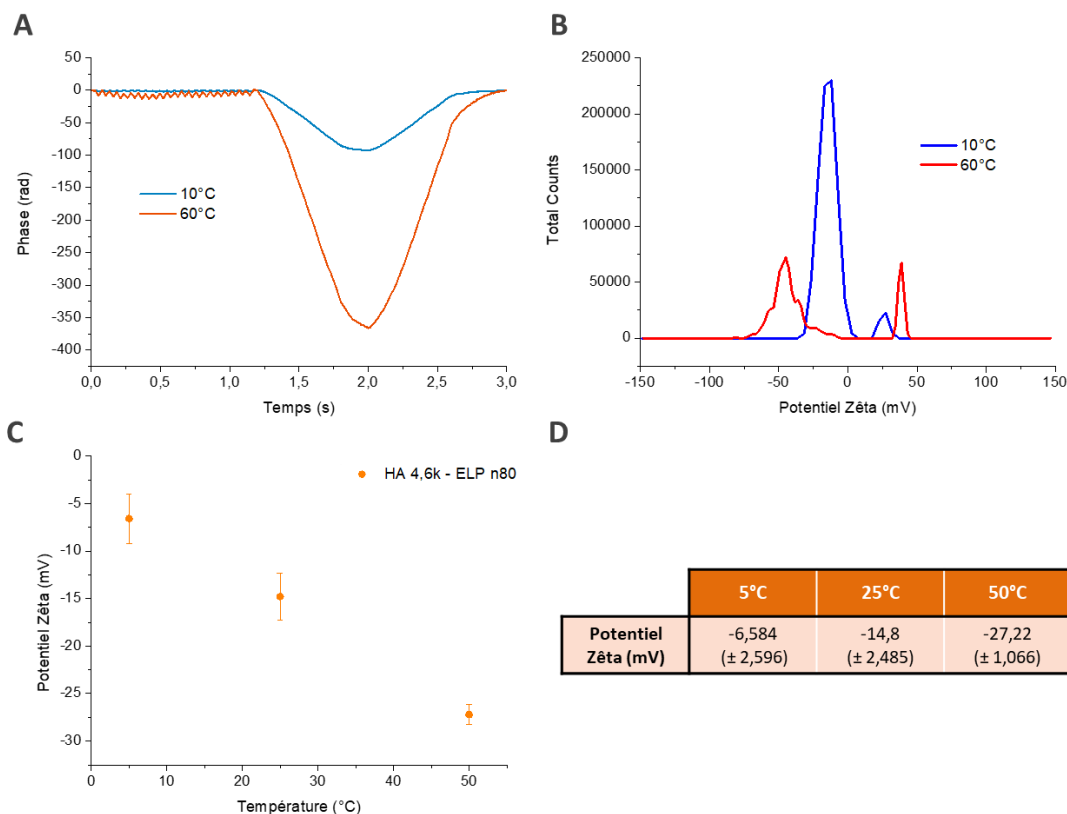 A
50
0
-50
-100
-150
-200
-250
-300
-350
-400
Phase (rad)
10°C
60°C
0,0
0,5
1,0
1,5
2,0
2,5
3,0
Temps (s)
B
250000
200000
150000
100000
50000
0
Total Counts
10°C
60°C
-150
-100
-50
0
50
100
150
Potentiel Zêta (mV)
C
0
-5
-10
-15
-20
-25
-30
Potentiel Zêta (mV)
HA 4,6k - ELP n80
0
10
20
30
40
50
Température (°C)
D
5°C
25°C
50°C
Potentiel
Zêta (mV)
-6,584
(± 2,596)
-14,8
(± 2,485)
-27,22
(± 1,066)